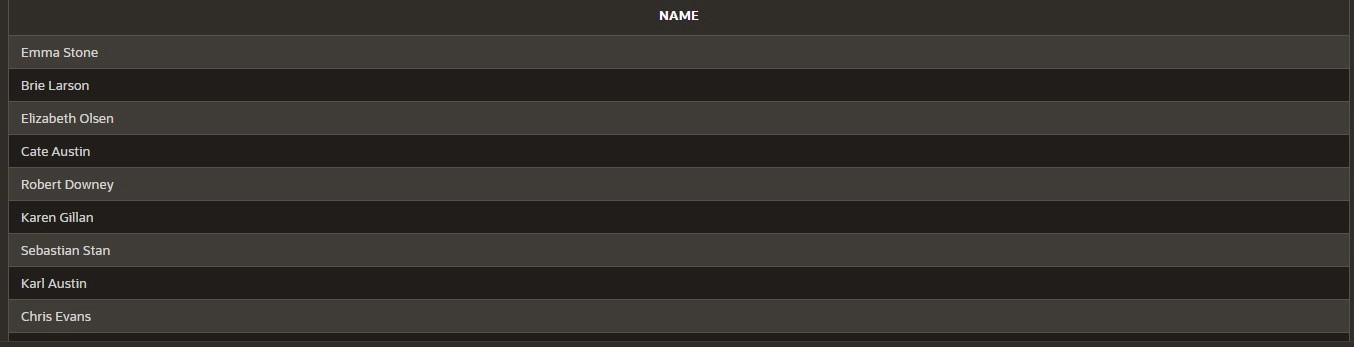 NAME
Emma Stone
Brie Larson
Elizabeth Olsen
Cate Austin
Robert Downey
Karen Gillan
Sebastian Stan
Karl Austin
Chris Evans